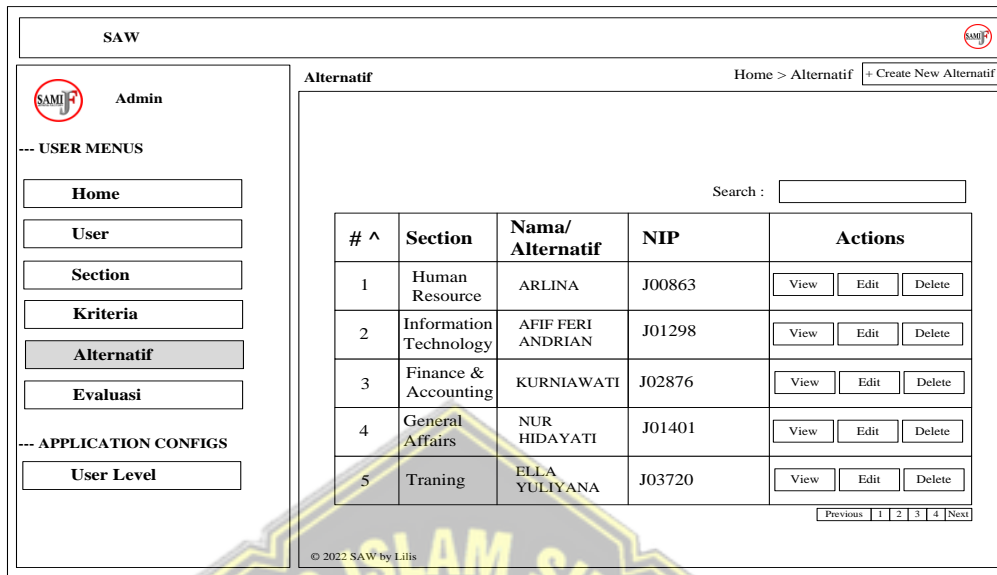 SAW
SAMI F
SAMI F
Admin
--- USER MENUS
Home
User
Section
Kriteria
Alternatif
Evaluasi
--- APPLICATION CONFIGS
User Level
Alternatif
Home > Alternatif
+ Create New Alternatif
Search :
# ^ Section Nama/ Alternatif NIP Actions
1 Human Resource ARLINA J00863 View Edit Delete
2 Information Technology AFIF FERI ANDRIAN J01298 View Edit Delete
3 Finance & Accounting KURNIAWATI J02876 View Edit Delete
4 General Affairs NUR HIDAYATI J01401 View Edit Delete
5 Traning ELLA YULIYANA J03720 View Edit Delete
Previous 1 2 3 4 Next
© 2022 SAW by Lilis
ISLAM